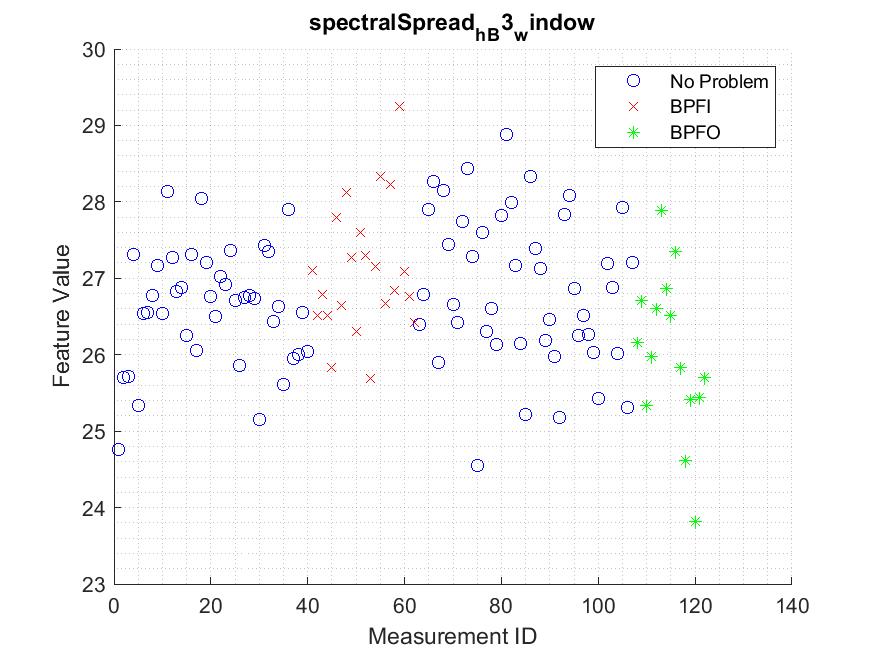 spectralSpread_hB3_window
30
29
28
27
26
25
24
23
Feature Value
No Problem
BPFI
BPFO
0 20 40 60 80 100 120 140
Measurement ID